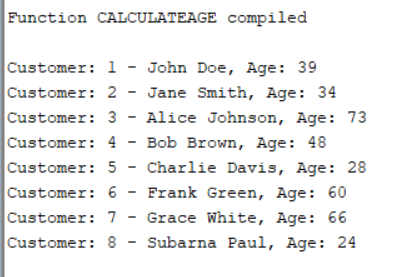 Function CALCULATEAGE compiled
Customer: 1 - John Doe, Age: 39
Customer: 2 - Jane Smith, Age: 34
Customer: 3 - Alice Johnson, Age: 73
Customer: 4 - Bob Brown, Age: 48
Customer: 5 - Charlie Davis, Age: 28
Customer: 6 - Frank Green, Age: 60
Customer: 7 - Grace White, Age: 66
Customer: 8 - Subarna Paul, Age: 24